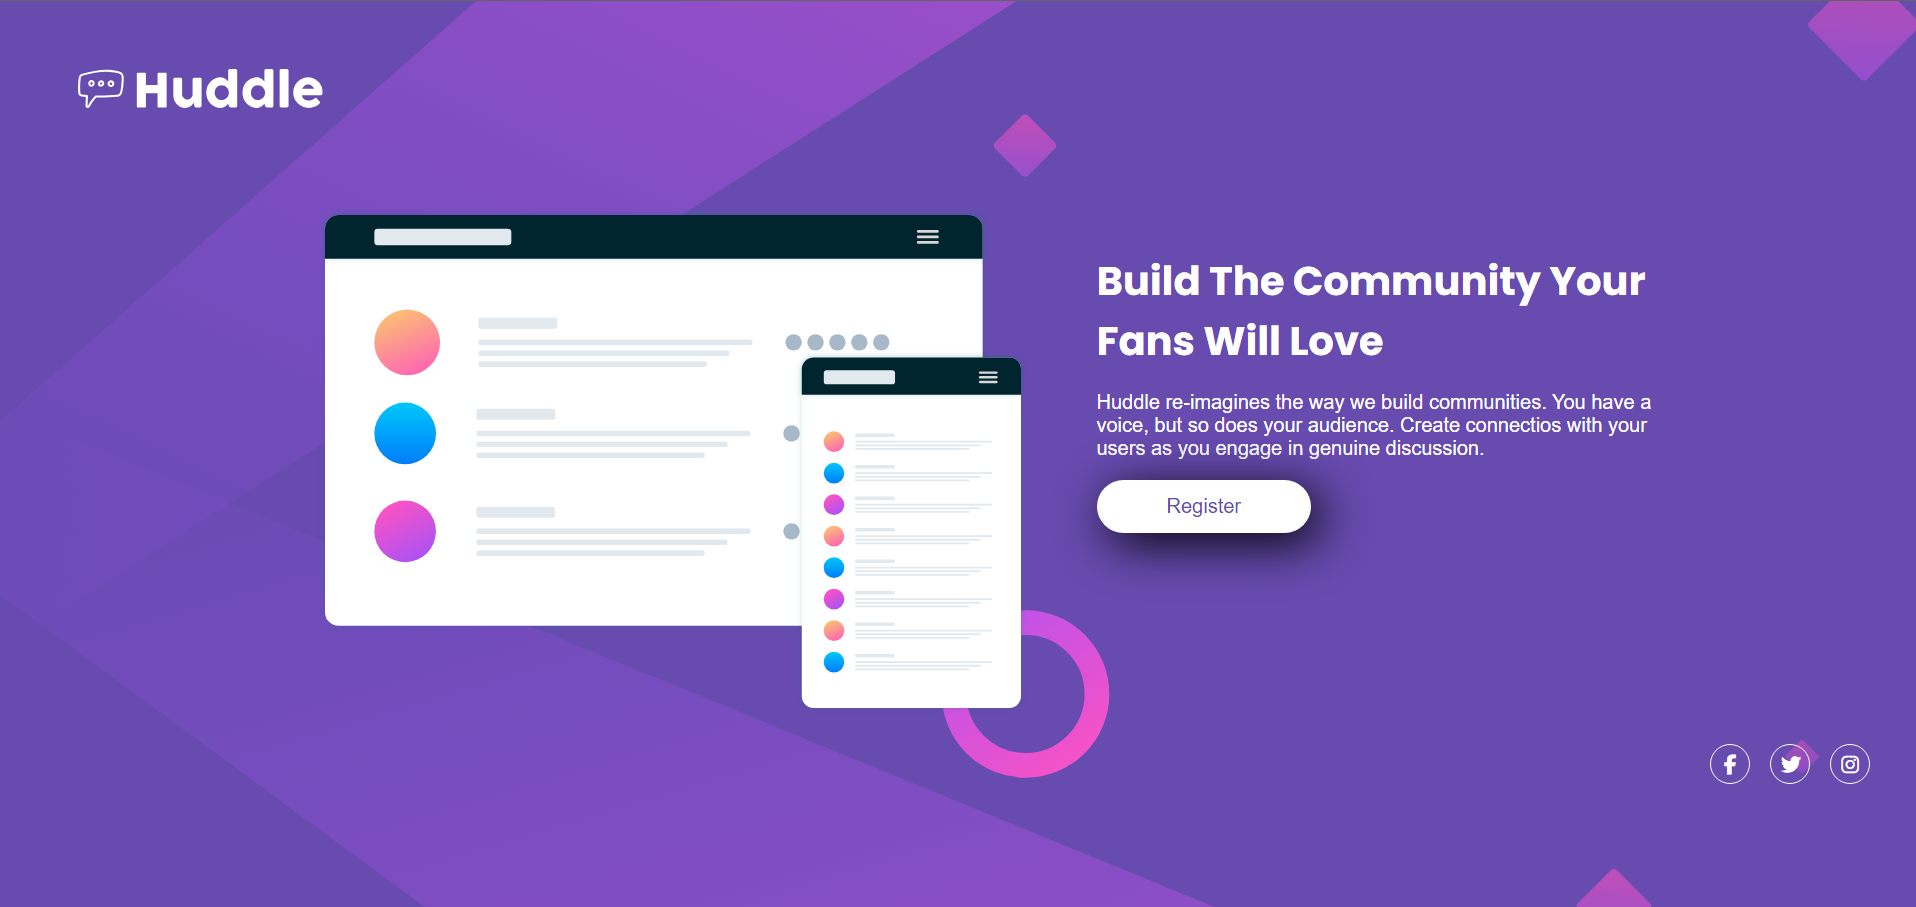 Huddle
Build The Community Your
Fans Will Love
Huddle re-imagines the way we build communities. You have a
voice, but so does your audience. Create connectios with your
users as you engage in genuine discussion.
Register